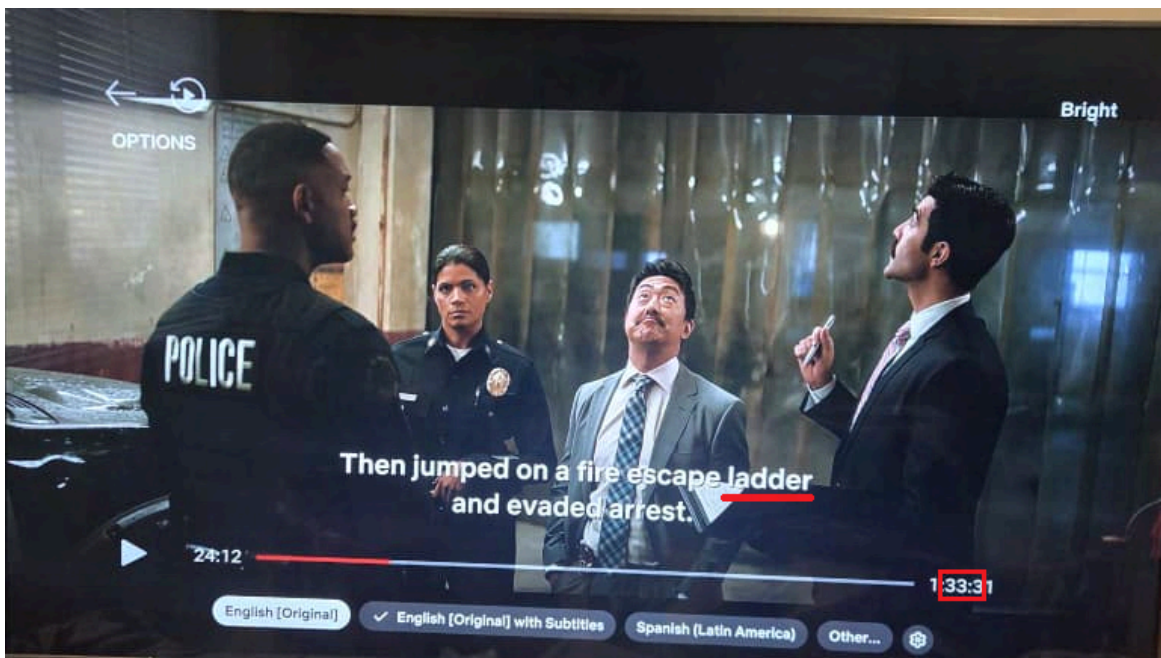 Bright
OPTIONS
POLICE
Then jumped on a fire escape ladder
and evaded arrest.
24:12
1:33:31
English [Original]
✓ English [Original] with Subtitles
Spanish (Latin America)
Other...